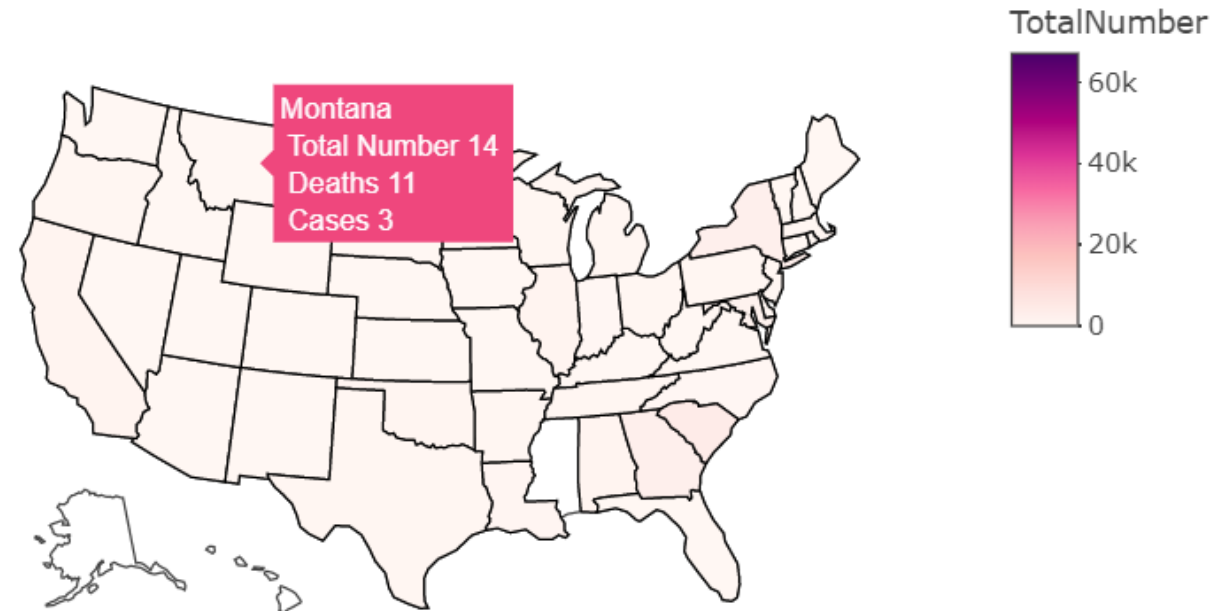 TotalNumber
60k
40k
20k
0
Montana
Total Number 14
Deaths 11
Cases 3